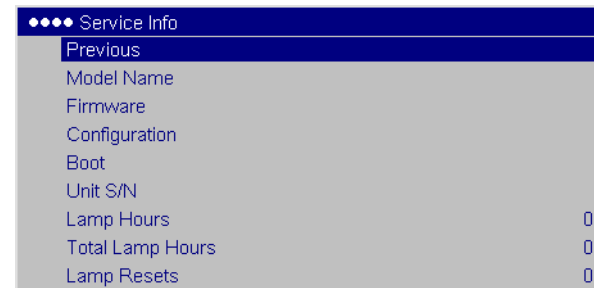 ●●●● Service Info
Previous
Model Name
Firmware
Configuration
Boot
Unit S/N
Lamp Hours 0
Total Lamp Hours 0
Lamp Resets 0